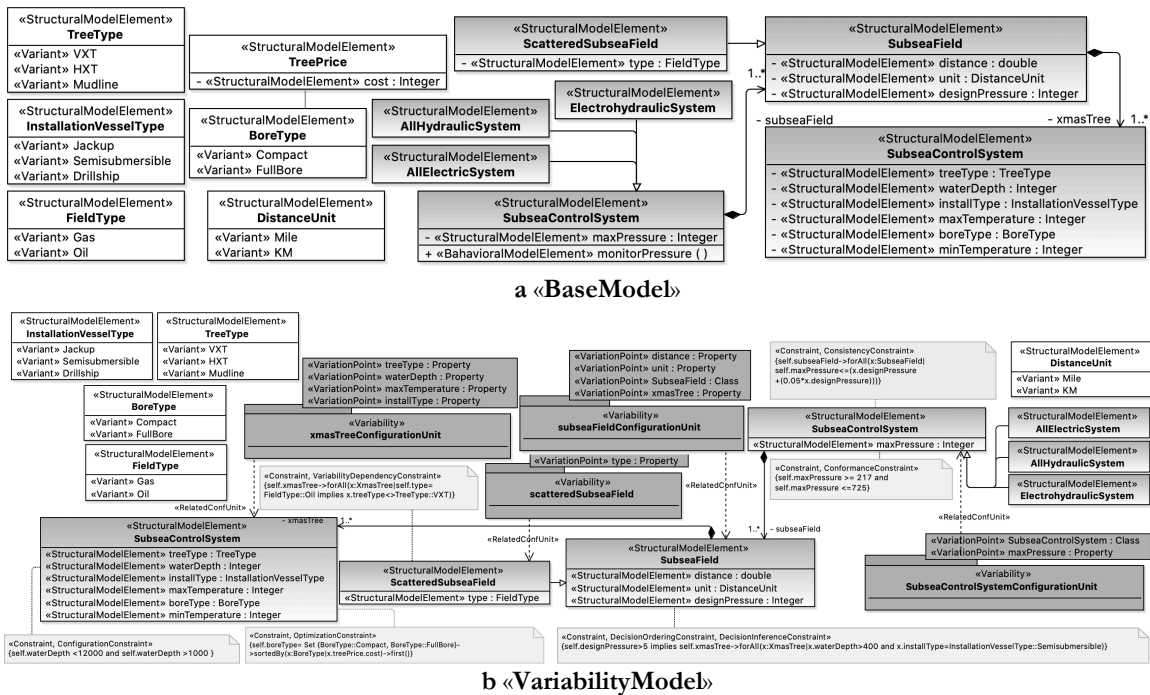 «StructuralModelElement»
TreeType
«Variant» VXT
«Variant» HXT
«Variant» Mudline
«StructuralModelElement»
TreePrice
- «StructuralModelElement» cost : Integer
«StructuralModelElement»
ScatteredSubseaField
- «StructuralModelElement» type : FieldType
«StructuralModelElement»
SubseaField
- «StructuralModelElement» distance : double
- «StructuralModelElement» unit : DistanceUnit
- «StructuralModelElement» designPressure : Integer
1..*
- subseaField
- xmasTree
1..*
«StructuralModelElement»
InstallationVesselType
«Variant» Jackup
«Variant» Semisubmersible
«Variant» Drillship
«StructuralModelElement»
BoreType
«Variant» Compact
«Variant» FullBore
«StructuralModelElement»
ElectrohydraulicSystem
«StructuralModelElement»
AllHydraulicSystem
«StructuralModelElement»
AllElectricSystem
«StructuralModelElement»
FieldType
«Variant» Gas
«Variant» Oil
«StructuralModelElement»
DistanceUnit
«Variant» Mile
«Variant» KM
«StructuralModelElement»
SubseaControlSystem
- «StructuralModelElement» maxPressure : Integer
+ «BahavioralModelElement» monitorPressure ( )
«StructuralModelElement»
SubseaControlSystem
- «StructuralModelElement» treeType : TreeType
- «StructuralModelElement» waterDepth : Integer
- «StructuralModelElement» installType : InstallationVesselType
- «StructuralModelElement» maxTemperature : Integer
- «StructuralModelElement» boreType : BoreType
- «StructuralModelElement» minTemperature : Integer
a «BaseModel»
«StructuralModelElement»
InstallationVesselType
«Variant» Jackup
«Variant» Semisubmersible
«Variant» Drillship
«StructuralModelElement»
TreeType
«Variant» VXT
«Variant» HXT
«Variant» Mudline
«StructuralModelElement»
BoreType
«Variant» Compact
«Variant» FullBore
«StructuralModelElement»
FieldType
«Variant» Gas
«Variant» Oil
«VariationPoint» treeType : Property
«VariationPoint» waterDepth : Property
«VariationPoint» maxTemperature : Property
«VariationPoint» installType : Property
«Variability»
xmasTreeConfigurationUnit
«VariationPoint» distance : Property
«VariationPoint» unit : Property
«VariationPoint» SubseaField : Class
«VariationPoint» xmasTree : Property
«Variability»
subseaFieldConfigurationUnit
«Constraint, ConsistencyConstraint»
{self.subseaField->forAll(x:SubseaField|
self.maxPressure<=(x.designPressure
+(0.05*x.designPressure)))}
«StructuralModelElement»
DistanceUnit
«Variant» Mile
«Variant» KM
«StructuralModelElement»
SubseaControlSystem
«StructuralModelElement» maxPressure : Integer
«StructuralModelElement»
AllElectricSystem
«StructuralModelElement»
AllHydraulicSystem
«StructuralModelElement»
ElectrohydraulicSystem
«Constraint, VariabilityDependencyConstraint»
{self.xmasTree->forAll(x:XmasTree|self.type=
FieldType::Oil implies x.treeType<>TreeType::VXT)}
«VariationPoint» type : Property
«Variability»
scatteredSubseaField
«Constraint, ConformanceConstraint»
{self.maxPressure >= 217 and
self.maxPressure <=725}
«RelatedConfUnit»
«RelatedConfUnit»
«RelatedConfUnit»
«RelatedConfUnit»
- xmasTree
1..*
1..*
- subseaField
«StructuralModelElement»
SubseaControlSystem
«StructuralModelElement» treeType : TreeType
«StructuralModelElement» waterDepth : Integer
«StructuralModelElement» installType : InstallationVesselType
«StructuralModelElement» maxTemperature : Integer
«StructuralModelElement» boreType : BoreType
«StructuralModelElement» minTemperature : Integer
«StructuralModelElement»
ScatteredSubseaField
«StructuralModelElement» type : FieldType
«StructuralModelElement»
SubseaField
«StructuralModelElement» distance : double
«StructuralModelElement» unit : DistanceUnit
«StructuralModelElement» designPressure : Integer
«VariationPoint» SubseaControlSystem : Class
«VariationPoint» maxPressure : Property
«Variability»
SubseaControlSystemConfigurationUnit
«Constraint, ConfigurationConstraint»
{self.waterDepth <12000 and self.waterDepth >1000 }
«Constraint, OptimizationConstraint»
{self.boreType= Set {BoreType::Compact, BoreType::FullBore}-
>sortedBy(x:BoreType|x.treePrice.cost)->first()}
«Constraint, DecisionOrderingConstraint, DecisionInferenceConstraint»
{self.designPressure>5 implies self.xmasTree->forAll(x:XmasTree|x.waterDepth>400 and x.installType=InstallationVesselType::Semisubmersible)}
b «VariabilityModel»